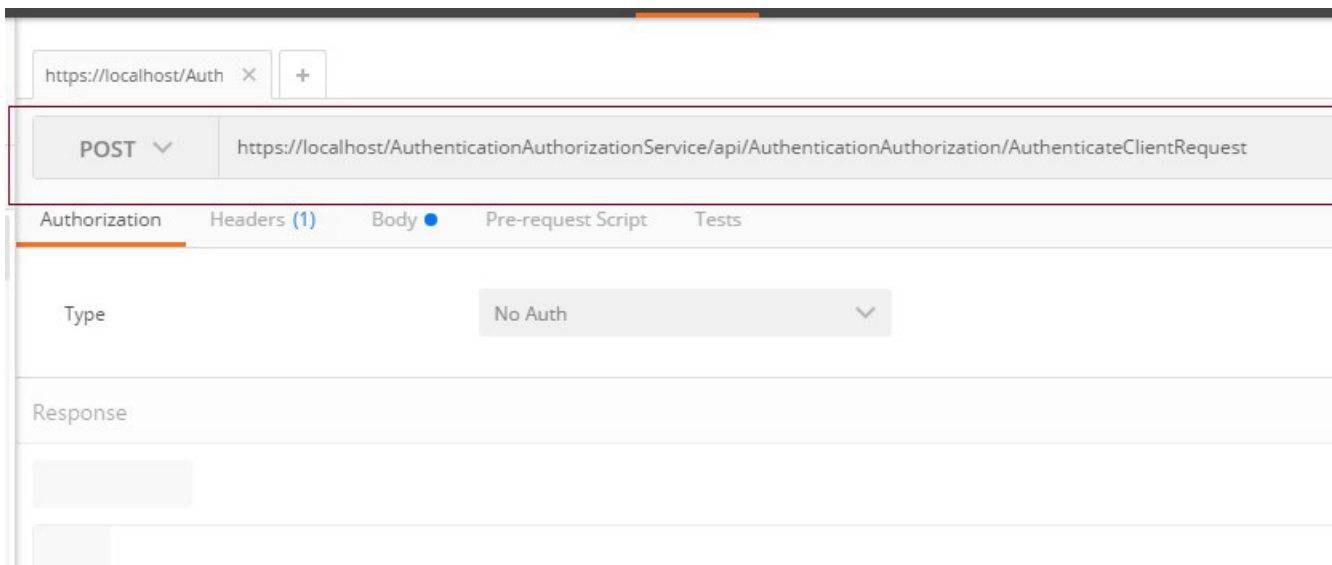 https://localhost/Auth
POST https://localhost/AuthenticationAuthorizationService/api/AuthenticationAuthorization/AuthenticateClientRequest
Authorization Headers (1) Body Pre-request Script Tests
Type No Auth
Response